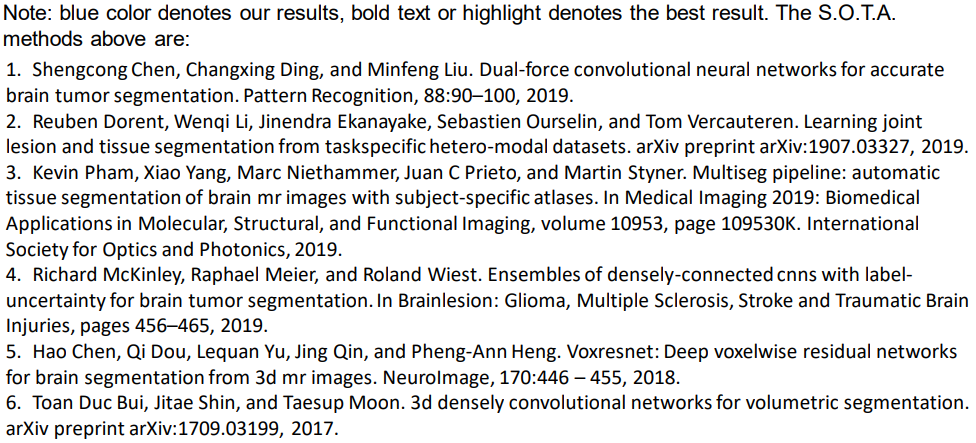 Note: blue color denotes our results, bold text or highlight denotes the best result. The S.O.T.A.
methods above are:
1. Shengcong Chen, Changxing Ding, and Minfeng Liu. Dual-force convolutional neural networks for accurate
brain tumor segmentation. Pattern Recognition, 88:90–100, 2019.
2. Reuben Dorent, Wenqi Li, Jinendra Ekanayake, Sebastien Ourselin, and Tom Vercauteren. Learning joint
lesion and tissue segmentation from taskspecific hetero-modal datasets. arXiv preprint arXiv:1907.03327, 2019.
3. Kevin Pham, Xiao Yang, Marc Niethammer, Juan C Prieto, and Martin Styner. Multiseg pipeline: automatic
tissue segmentation of brain mr images with subject-specific atlases. In Medical Imaging 2019: Biomedical
Applications in Molecular, Structural, and Functional Imaging, volume 10953, page 109530K. International
Society for Optics and Photonics, 2019.
4. Richard McKinley, Raphael Meier, and Roland Wiest. Ensembles of densely-connected cnns with label-
uncertainty for brain tumor segmentation. In Brainlesion: Glioma, Multiple Sclerosis, Stroke and Traumatic Brain
Injuries, pages 456–465, 2019.
5. Hao Chen, Qi Dou, Lequan Yu, Jing Qin, and Pheng-Ann Heng. Voxresnet: Deep voxelwise residual networks
for brain segmentation from 3d mr images. NeuroImage, 170:446 – 455, 2018.
6. Toan Duc Bui, Jitae Shin, and Taesup Moon. 3d densely convolutional networks for volumetric segmentation.
arXiv preprint arXiv:1709.03199, 2017.